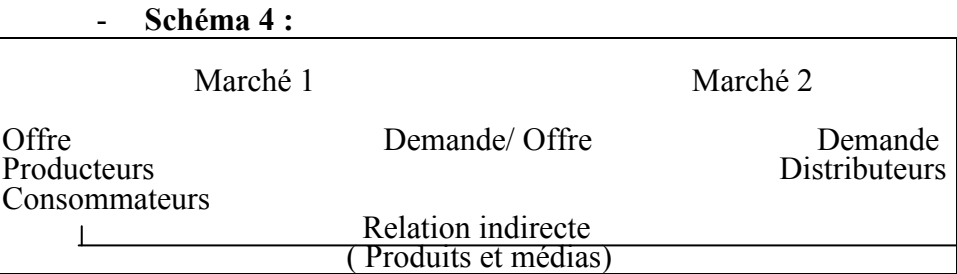 - Schéma 4 :
Marché 1 Marché 2
Offre Demande/ Offre Demande
Producteurs Distributeurs
Consommateurs
Relation indirecte
( Produits et médias)